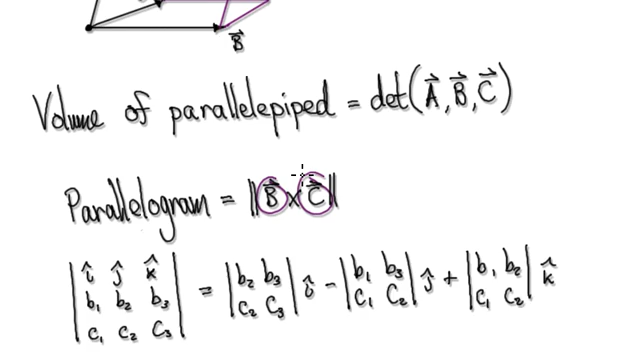 B⃗
Volume of parallelepiped = det(A⃗, B⃗, C⃗)
Parallelogram = ||B⃗ x C⃗||
| î ĵ k̂ | = | b₂ b₃ | î - | b₁ b₃ | ĵ + | b₁ b₂ | k̂
| b₁ b₂ b₃ | | c₂ c₃ | | c₁ c₂ | | c₁ c₂ |
| c₁ c₂ c₃ |